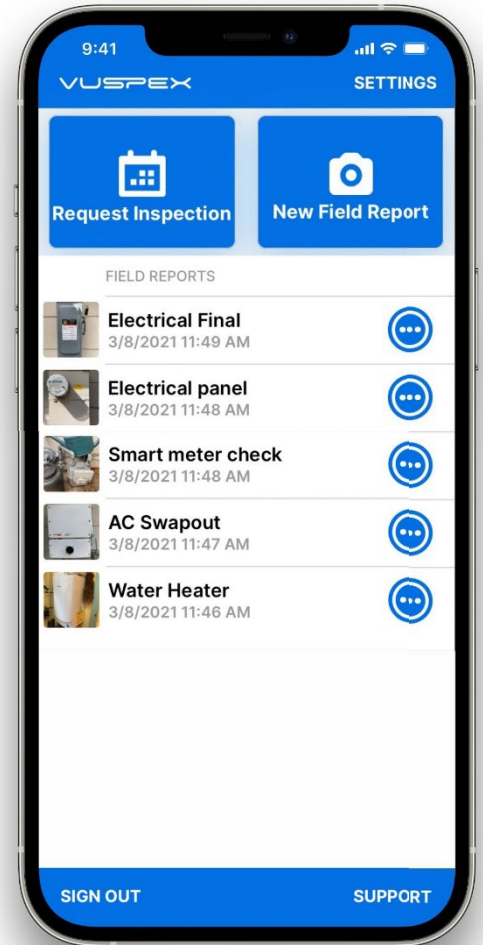 9:41
VUSPEX
SETTINGS
Request Inspection
New Field Report
FIELD REPORTS
Electrical Final
3/8/2021 11:49 AM
Electrical panel
3/8/2021 11:48 AM
Smart meter check
3/8/2021 11:48 AM
AC Swapout
3/8/2021 11:47 AM
Water Heater
3/8/2021 11:46 AM
SIGN OUT
SUPPORT